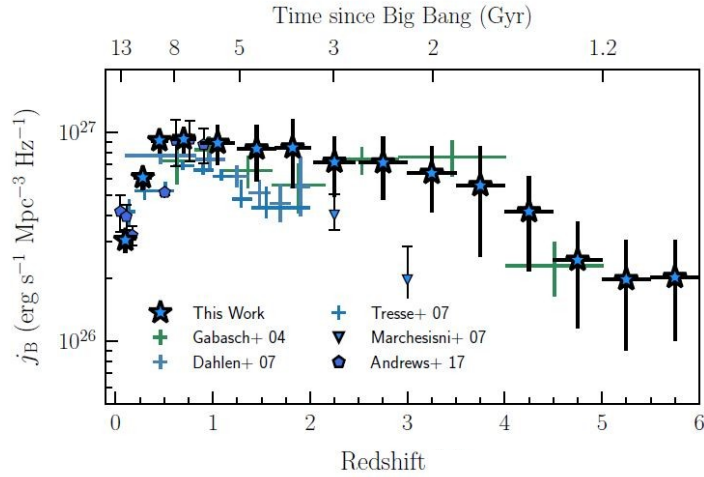 Time since Big Bang (Gyr)
13 8 5 3 2 1.2
10^27
10^26
j_B (erg s^−1 Mpc^−3 Hz^−1)
This Work
Gabasch+ 04
Dahlen+ 07
Tresse+ 07
Marchesisni+ 07
Andrews+ 17
0 1 2 3 4 5 6
Redshift